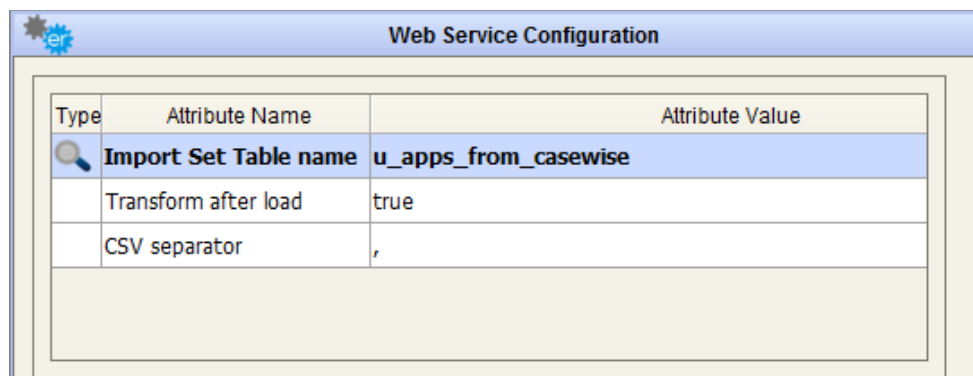 er Web Service Configuration
Type Attribute Name Attribute Value
Import Set Table name u_apps_from_casewise
Transform after load true
CSV separator ,